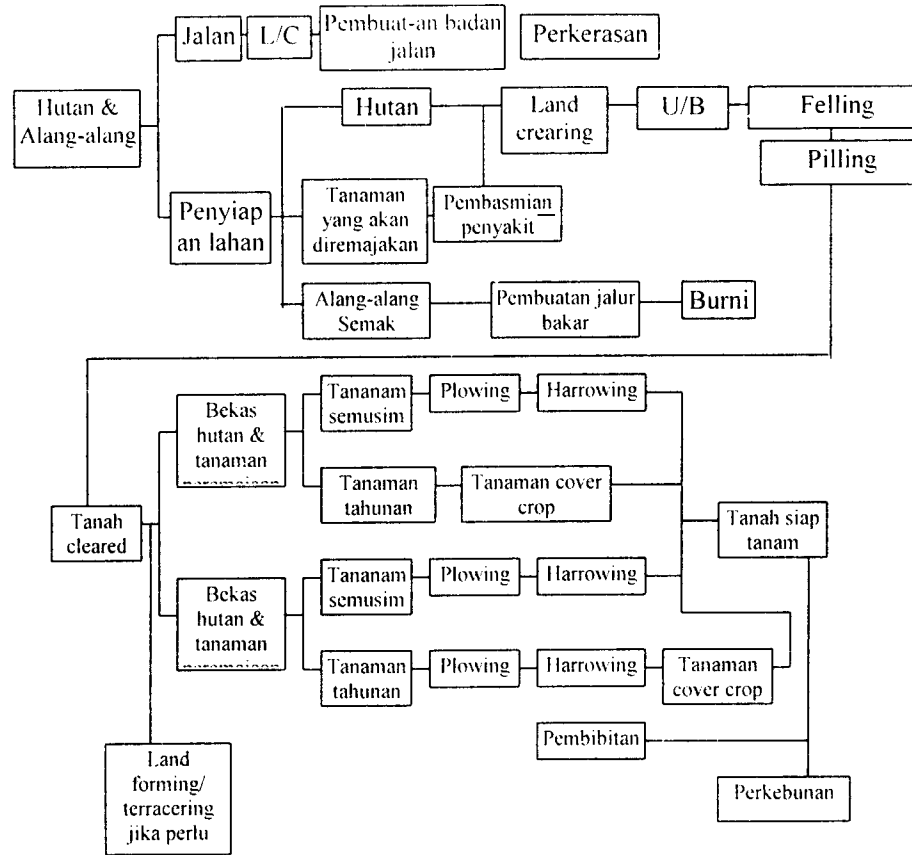 Jalan
L/C
Pembuat-an badan
jalan
Perkerasan
Hutan &
Alang-alang
Hutan
Land
crearing
U/B
Felling
Pilling
Penyiap
an lahan
Tanaman
yang akan
diremajakan
Pembasmian
penyakit
Alang-alang
Semak
Pembuatan jalur
bakar
Burni
Bekas
hutan &
tanaman
Tananam
semusim
Plowing
Harrowing
Tanaman
tahunan
Tanaman cover
crop
Tanah
cleared
Tanah siap
tanam
Bekas
hutan &
tanaman
Tananam
semusim
Plowing
Harrowing
Tanaman
tahunan
Plowing
Harrowing
Tanaman
cover crop
Pembibitan
Land
forming/
terracering
jika perlu
Perkebunan